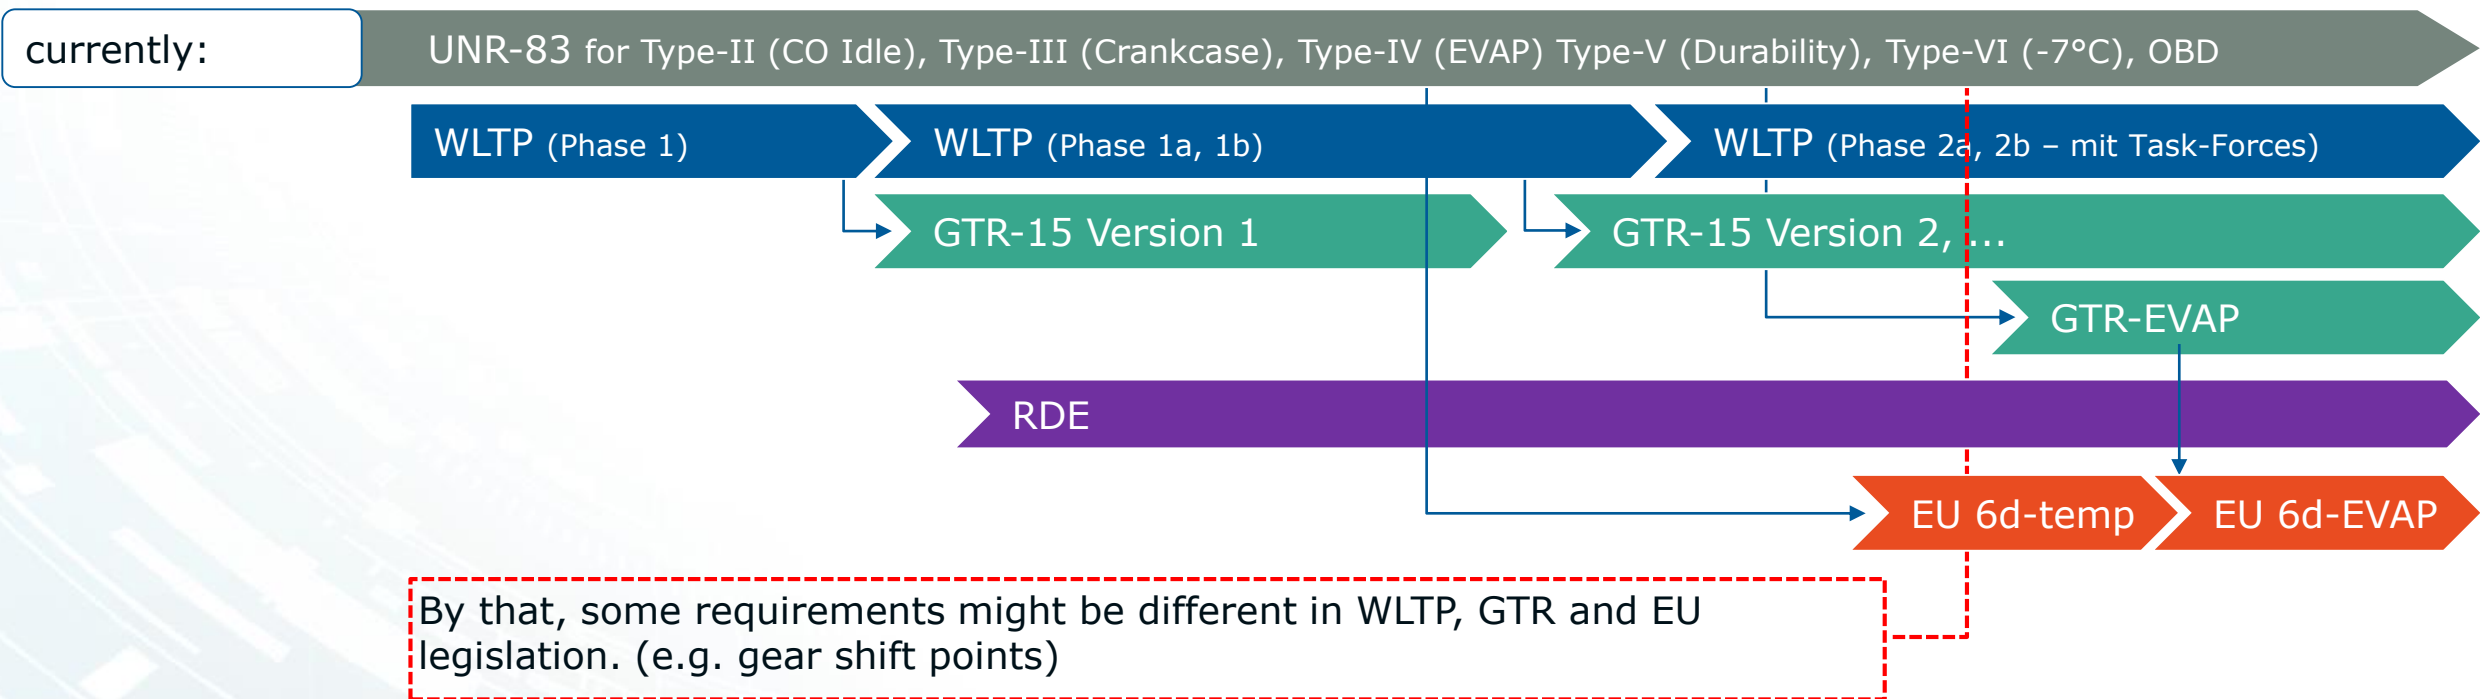 currently:
UNR-83 for Type-II (CO Idle), Type-III (Crankcase), Type-IV (EVAP) Type-V (Durability), Type-VI (-7°C), OBD
WLTP (Phase 1)
WLTP (Phase 1a, 1b)
WLTP (Phase 2a, 2b – mit Task-Forces)
GTR-15 Version 1
GTR-15 Version 2, ...
GTR-EVAP
RDE
EU 6d-temp
EU 6d-EVAP
By that, some requirements might be different in WLTP, GTR and EU
legislation. (e.g. gear shift points)